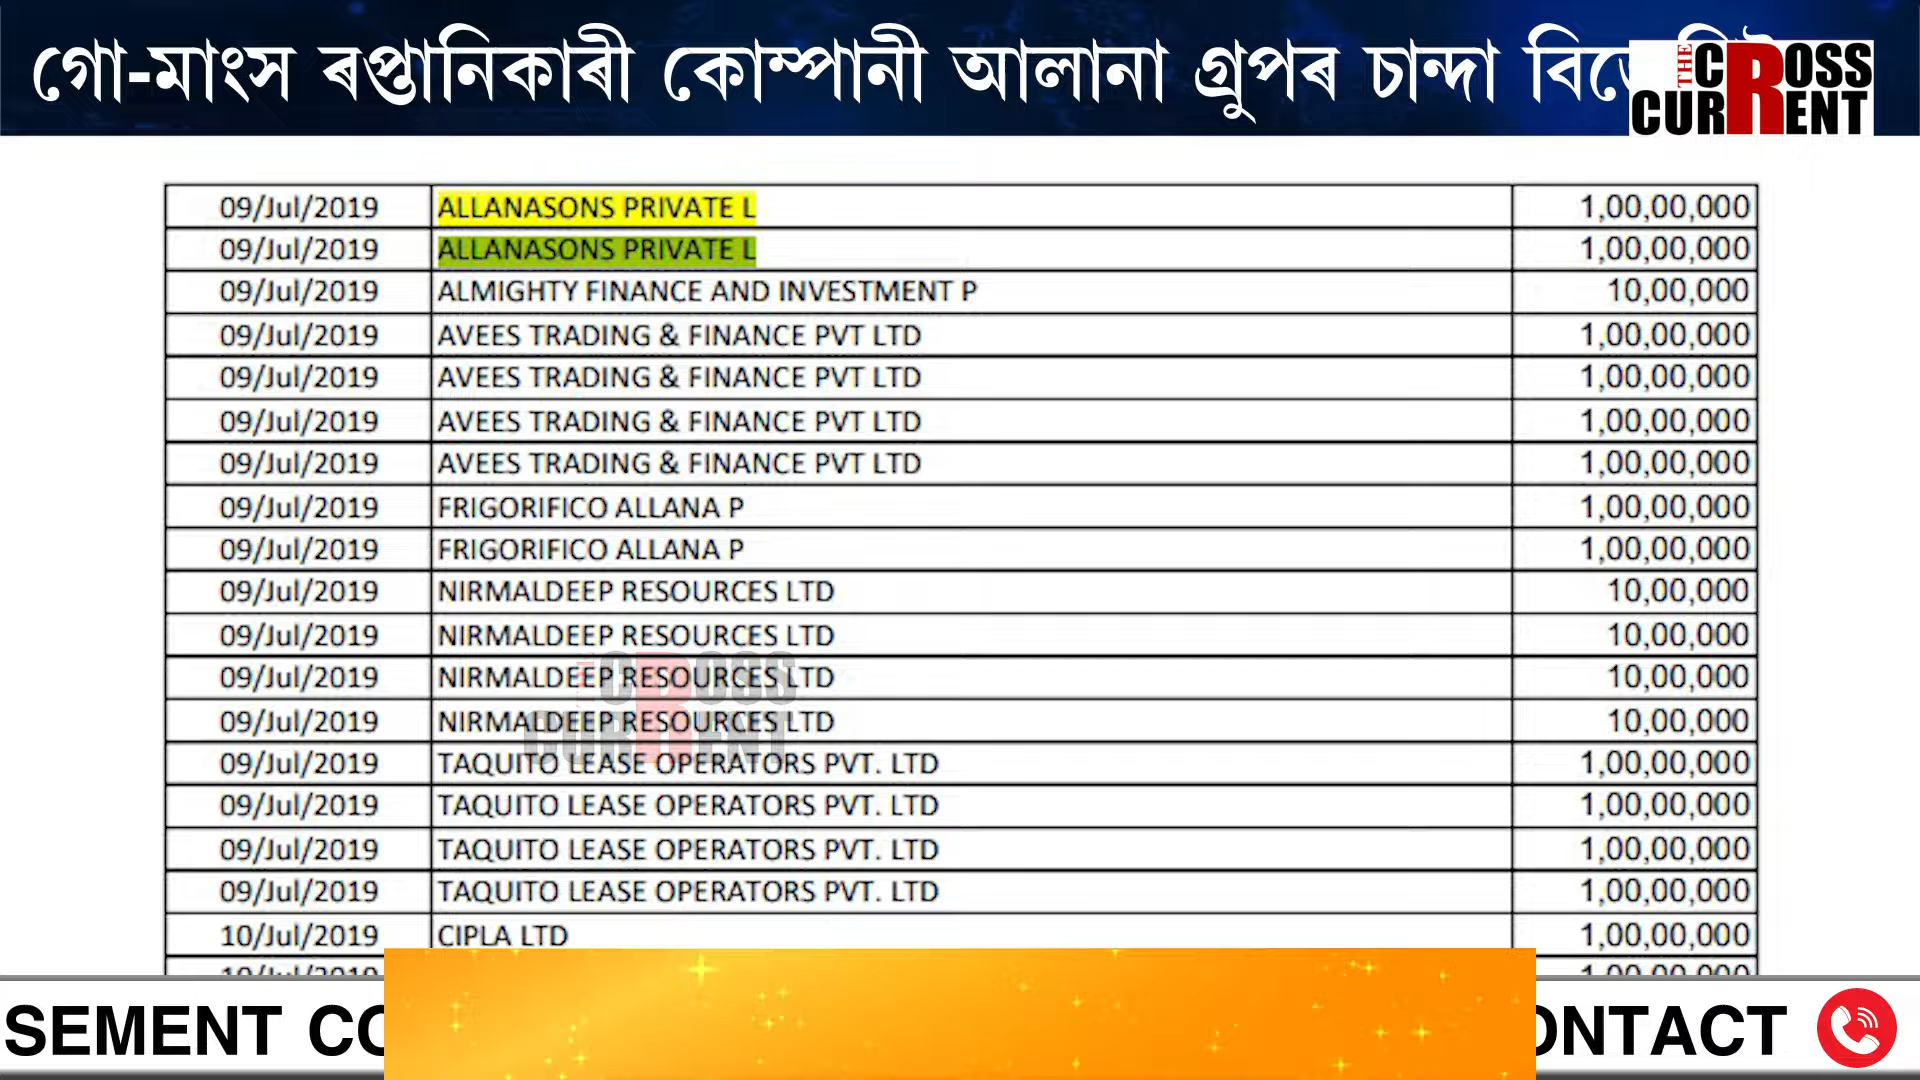 গো-মাংস ৰপ্তানিকাৰী কোম্পানী আলানা গ্ৰুপৰ চান্দা
THE CROSS CURRENT
09/Jul/2019 ALLANASONS PRIVATE L 1,00,00,000
09/Jul/2019 ALLANASONS PRIVATE L 1,00,00,000
09/Jul/2019 ALMIGHTY FINANCE AND INVESTMENT P 10,00,000
09/Jul/2019 AVEES TRADING & FINANCE PVT LTD 1,00,00,000
09/Jul/2019 AVEES TRADING & FINANCE PVT LTD 1,00,00,000
09/Jul/2019 AVEES TRADING & FINANCE PVT LTD 1,00,00,000
09/Jul/2019 AVEES TRADING & FINANCE PVT LTD 1,00,00,000
09/Jul/2019 FRIGORIFICO ALLANA P 1,00,00,000
09/Jul/2019 FRIGORIFICO ALLANA P 1,00,00,000
09/Jul/2019 NIRMALDEEP RESOURCES LTD 10,00,000
09/Jul/2019 NIRMALDEEP RESOURCES LTD 10,00,000
09/Jul/2019 NIRMALDEEP RESOURCES LTD 10,00,000
09/Jul/2019 NIRMALDEEP RESOURCES LTD 10,00,000
09/Jul/2019 TAQUITO LEASE OPERATORS PVT. LTD 1,00,00,000
09/Jul/2019 TAQUITO LEASE OPERATORS PVT. LTD 1,00,00,000
09/Jul/2019 TAQUITO LEASE OPERATORS PVT. LTD 1,00,00,000
09/Jul/2019 TAQUITO LEASE OPERATORS PVT. LTD 1,00,00,000
10/Jul/2019 CIPLA LTD 1,00,00,000
10/Jul/2019 1,00,00,000
SEMENT CO ONTACT